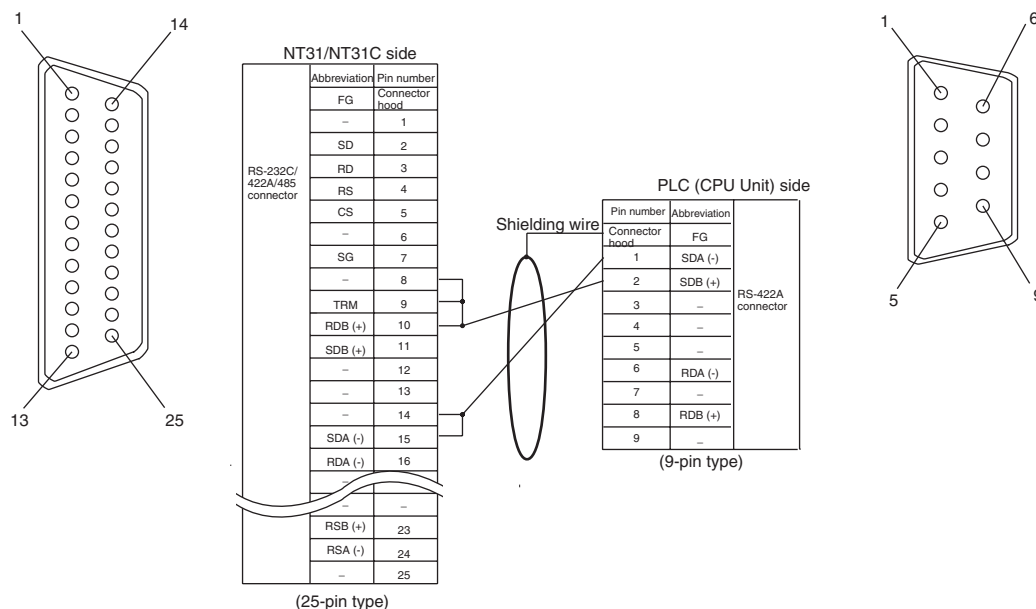 1
14
13
25
NT31/NT31C side
Abbreviation Pin number
FG Connector hood
– 1
SD 2
RD 3
RS 4
CS 5
– 6
SG 7
– 8
TRM 9
RDB (+) 10
SDB (+) 11
– 12
– 13
– 14
SDA (-) 15
RDA (-) 16
–
– –
RSB (+) 23
RSA (-) 24
– 25
RS-232C/
422A/485
connector
(25-pin type)
Shielding wire
PLC (CPU Unit) side
Pin number Abbreviation
Connector hood FG
1 SDA (-)
2 SDB (+)
3 –
4 –
5 –
6 RDA (-)
7 –
8 RDB (+)
9 –
RS-422A
connector
(9-pin type)
1
6
5
9